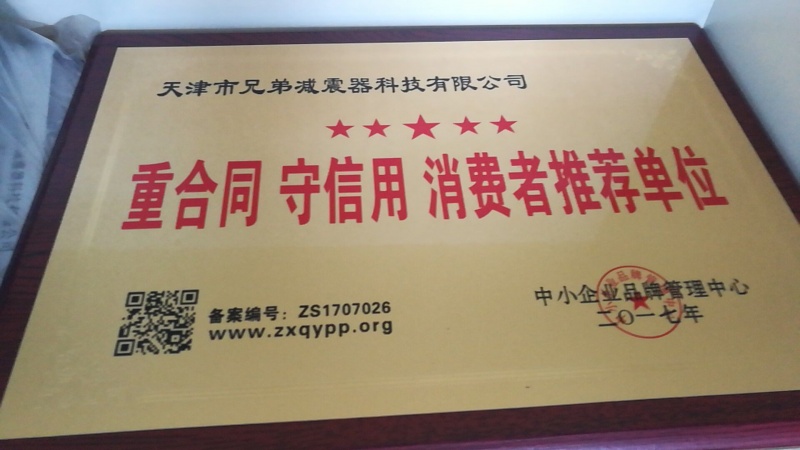 天津市兄弟减震器科技有限公司
重合同 守信用 消费者推荐单位
备案编号：ZS1707026
www.zxqypp.org
中小企业品牌管理中心
二〇一七年